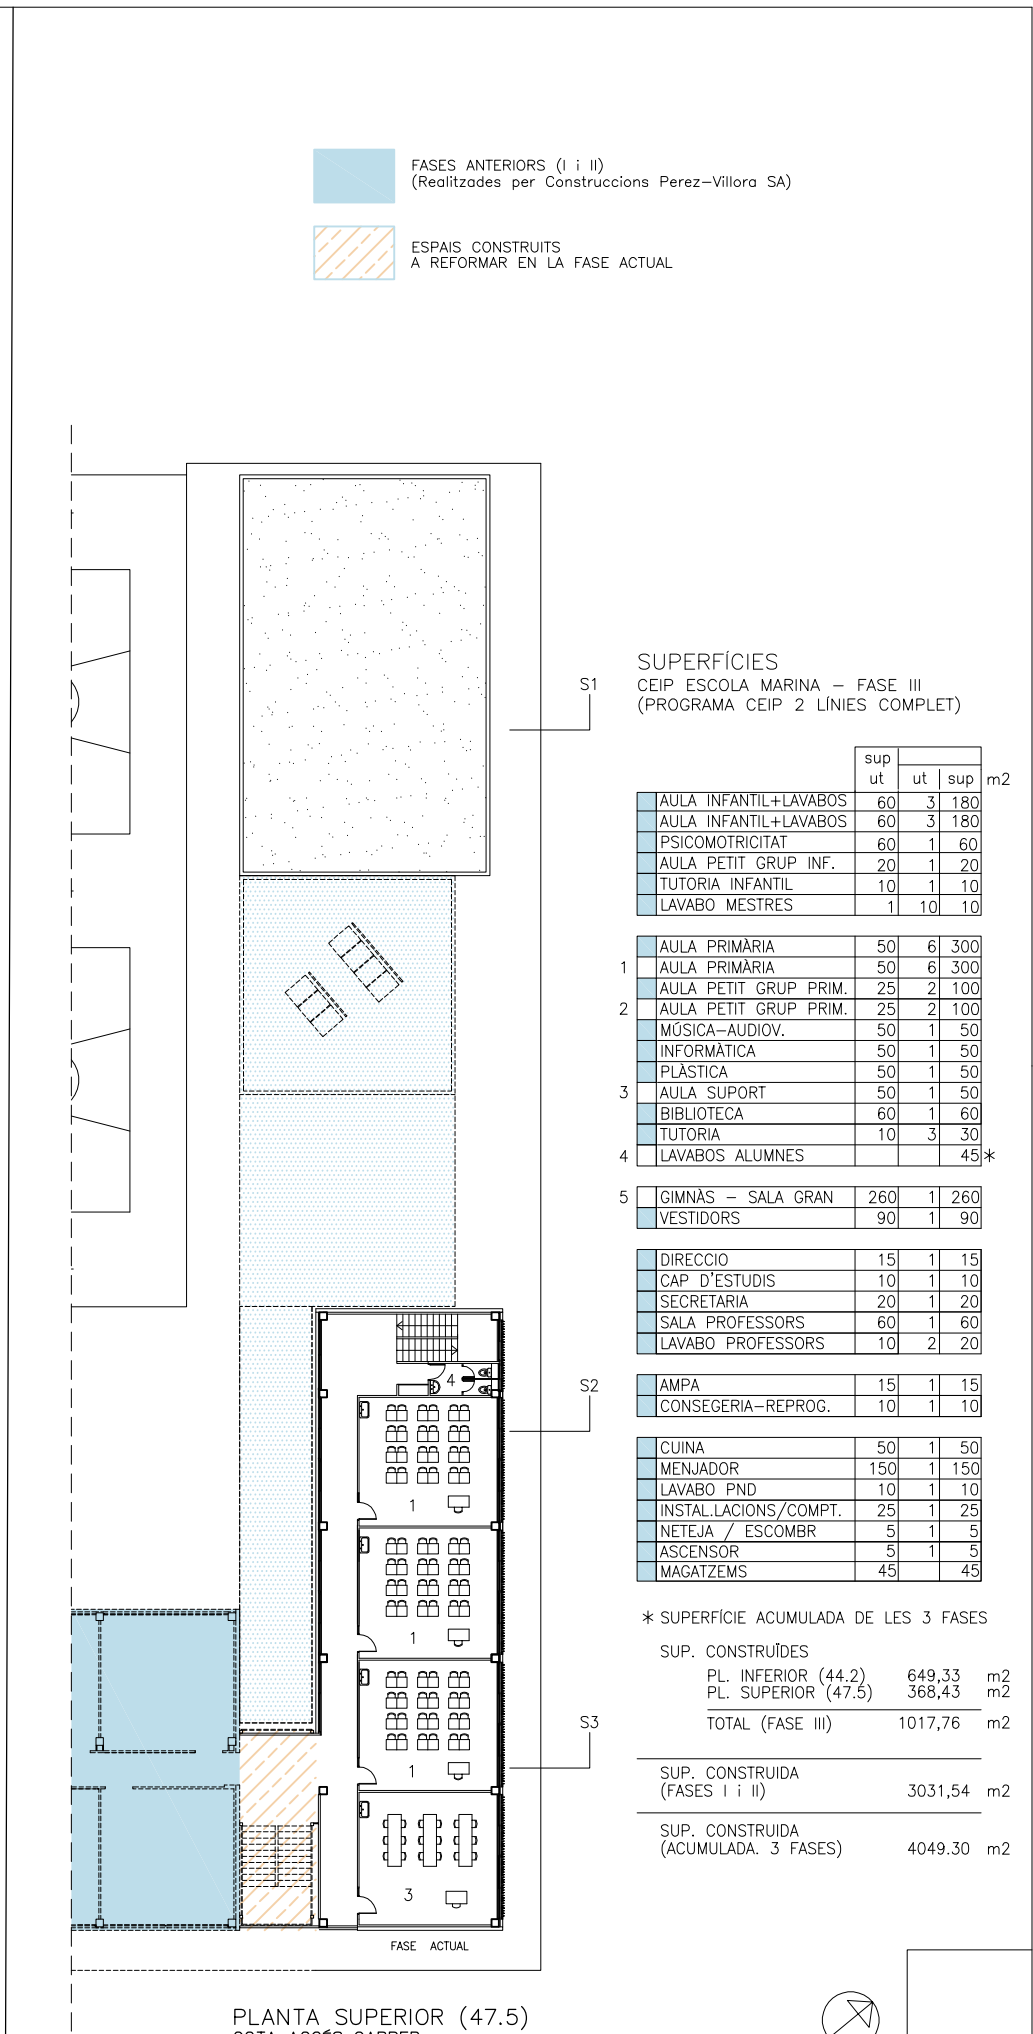 FASES ANTERIORS (I i II)
(Realitzades per Construccions Perez-Villora SA)
ESPAIS CONSTRUITS
A REFORMAR EN LA FASE ACTUAL
S1
SUPERFÍCIES
CEIP ESCOLA MARINA - FASE III
(PROGRAMA CEIP 2 LÍNIES COMPLET)
sup
ut ut sup m2
AULA INFANTIL+LAVABOS 60 3 180
AULA INFANTIL+LAVABOS 60 3 180
PSICOMOTRICITAT 60 1 60
AULA PETIT GRUP INF. 20 1 20
TUTORIA INFANTIL 10 1 10
LAVABO MESTRES 1 10 10
AULA PRIMÀRIA 50 6 300
1 AULA PRIMÀRIA 50 6 300
AULA PETIT GRUP PRIM. 25 2 100
2 AULA PETIT GRUP PRIM. 25 2 100
MÚSICA-AUDIOV. 50 1 50
INFORMÀTICA 50 1 50
PLÀSTICA 50 1 50
3 AULA SUPORT 50 1 50
BIBLIOTECA 60 1 60
TUTORIA 10 3 30
4 LAVABOS ALUMNES 45 *
5 GIMNÀS - SALA GRAN 260 1 260
VESTIDORS 90 1 90
DIRECCIO 15 1 15
CAP D'ESTUDIS 10 1 10
SECRETARIA 20 1 20
SALA PROFESSORS 60 1 60
LAVABO PROFESSORS 10 2 20
AMPA 15 1 15
CONSEGERIA-REPROG. 10 1 10
CUINA 50 1 50
MENJADOR 150 1 150
LAVABO PND 10 1 10
INSTAL.LACIONS/COMPT. 25 1 25
NETEJA / ESCOMBR 5 1 5
ASCENSOR 5 1 5
MAGATZEMS 45 45
* SUPERFÍCIE ACUMULADA DE LES 3 FASES
SUP. CONSTRUÏDES
PL. INFERIOR (44.2) 649,33 m2
PL. SUPERIOR (47.5) 368,43 m2
TOTAL (FASE III) 1017,76 m2
SUP. CONSTRUIDA
(FASES I i II) 3031,54 m2
SUP. CONSTRUIDA
(ACUMULADA. 3 FASES) 4049.30 m2
4
S2
1
1
S3
1
3
FASE ACTUAL
PLANTA SUPERIOR (47.5)
COTA ACCÉS CARRER